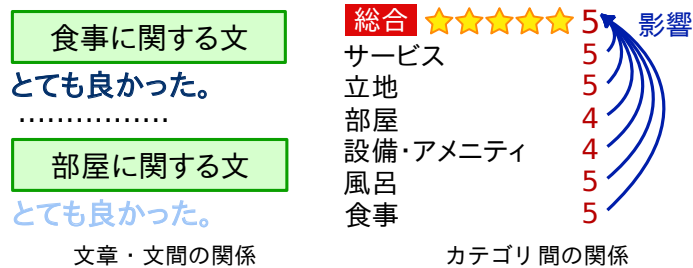 食事に関する文
とても良かった。
................
部屋に関する文
とても良かった。
文章・文間の関係
総合 ★★★★★ 5 影響
サービス 5
立地 5
部屋 4
設備・アメニティ 4
風呂 5
食事 5
カテゴリ間の関係